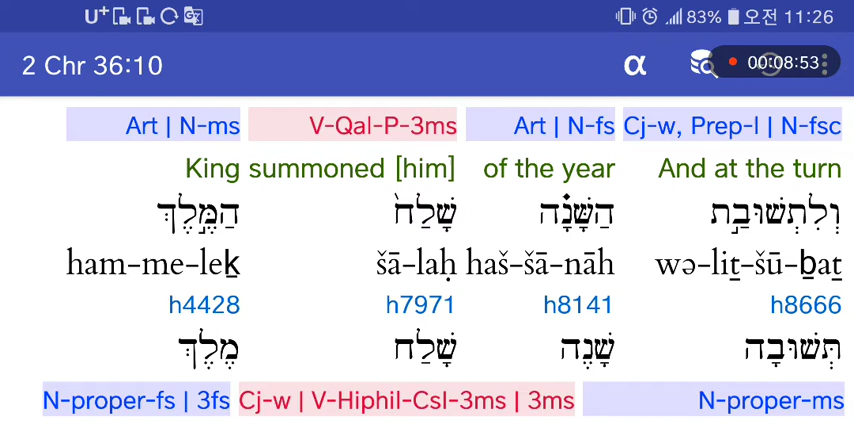 U+ 83% 오전 11:26
2 Chr 36:10 α 00:08:53
Art | N-ms V-Qal-P-3ms Art | N-fs Cj-w, Prep-l | N-fsc
King summoned [him] of the year And at the turn
וְלִתְשׁוּבַ֣ת הַשָּׁנָ֗ה שָׁלַח֙ הַמֶּ֣לֶךְ
ham-me-leḵ šā-laḥ haš-šā-nāh wə-liṯ-šū-ḇaṯ
h4428 h7971 h8141 h8666
תְּשׁוּבָה שָׁנֶה שָׁלַח מֶלֶךְ
N-proper-fs | 3fs Cj-w | V-Hiphil-CsI-3ms | 3ms N-proper-ms